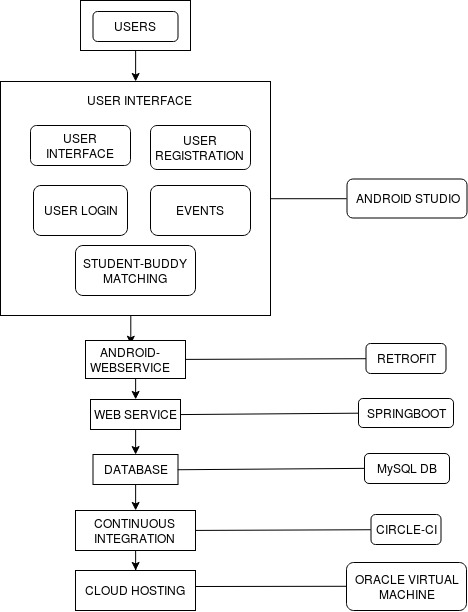 USERS
USER INTERFACE
USER
INTERFACE
USER
REGISTRATION
USER LOGIN
EVENTS
ANDROID STUDIO
STUDENT-BUDDY
MATCHING
ANDROID-
WEBSERVICE
RETROFIT
WEB SERVICE
SPRINGBOOT
DATABASE
MySQL DB
CONTINUOUS
INTEGRATION
CIRCLE-CI
CLOUD HOSTING
ORACLE VIRTUAL
MACHINE